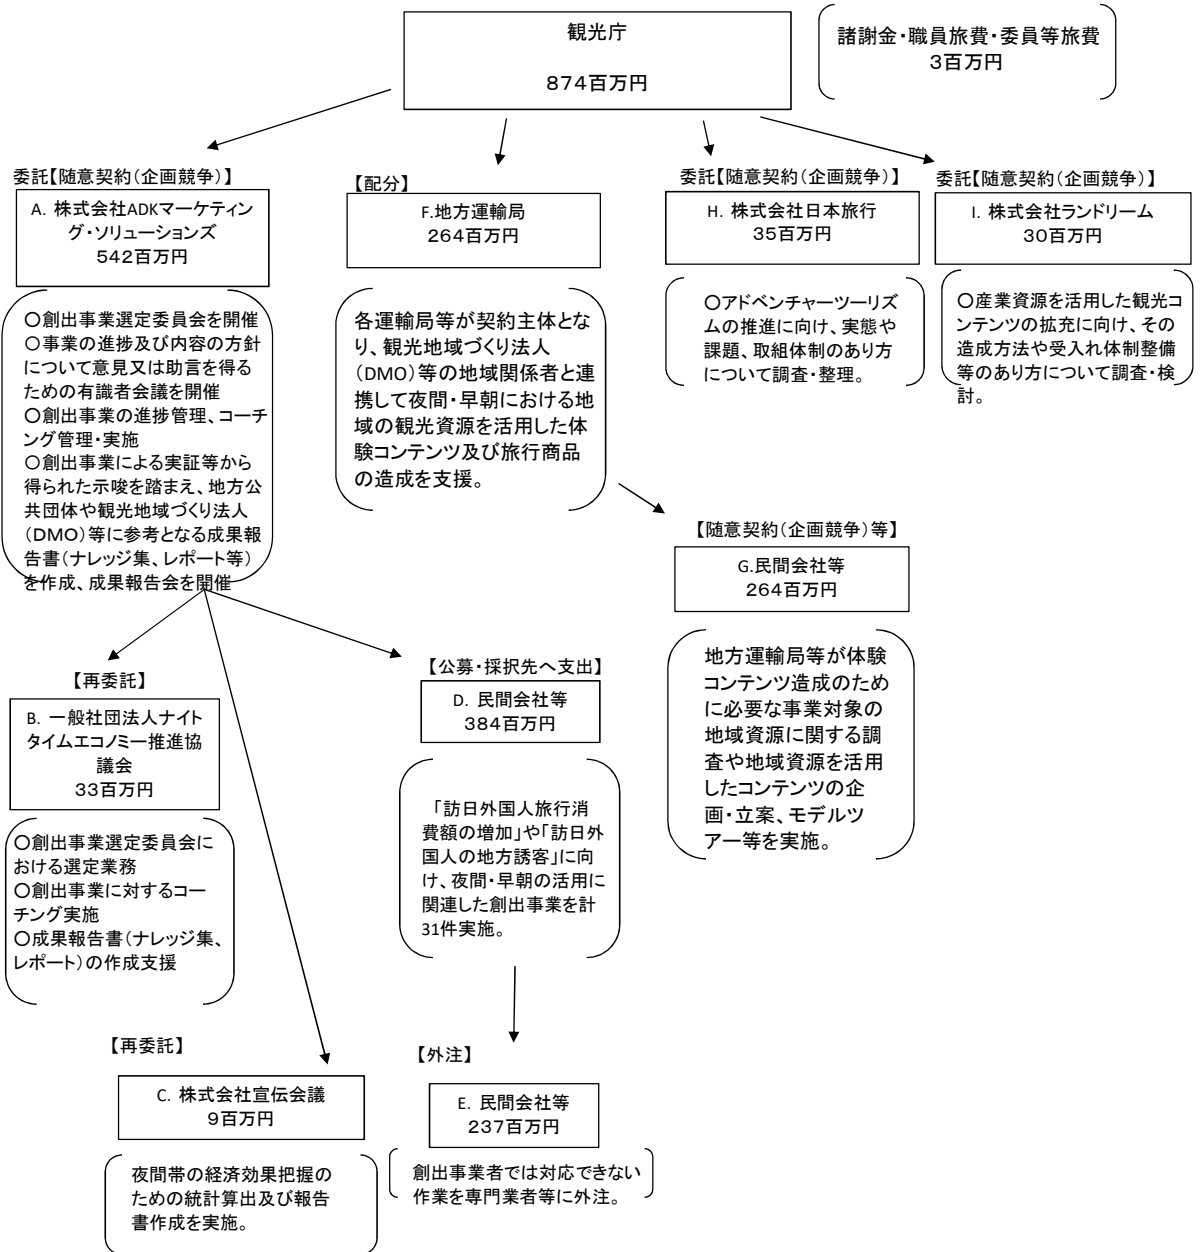 観光庁
874百万円
諸謝金・職員旅費・委員等旅費
3百万円
委託【随意契約（企画競争）】
A. 株式会社ADKマーケティン
グ・ソリューションズ
542百万円
〇創出事業選定委員会を開催
〇事業の進捗及び内容の方針
について意見又は助言を得る
ための有識者会議を開催
〇創出事業の進捗管理、コーチ
ング管理・実施
〇創出事業による実証等から
得られた示唆を踏まえ、地方公
共団体や観光地域づくり法人
（DMO）等に参考となる成果報
告書（ナレッジ集、レポート等）
を作成、成果報告会を開催
【配分】
F.地方運輸局
264百万円
各運輸局等が契約主体とな
り、観光地域づくり法人
（DMO）等の地域関係者と連
携して夜間・早朝における地
域の観光資源を活用した体
験コンテンツ及び旅行商品
の造成を支援。
委託【随意契約（企画競争）】
H. 株式会社日本旅行
35百万円
〇アドベンチャーツーリズ
ムの推進に向け、実態や
課題、取組体制のあり方
について調査・整理。
委託【随意契約（企画競争）】
I. 株式会社ランドリーム
30百万円
〇産業資源を活用した観光コ
ンテンツの拡充に向け、その
造成方法や受入れ体制整備
等のあり方について調査・検
討。
【随意契約（企画競争）等】
G.民間会社等
264百万円
地方運輸局等が体験
コンテンツ造成のため
に必要な事業対象の
地域資源に関する調
査や地域資源を活用
したコンテンツの企
画・立案、モデルツ
アー等を実施。
【再委託】
B. 一般社団法人ナイト
タイムエコノミー推進協
議会
33百万円
〇創出事業選定委員会に
おける選定業務
〇創出事業に対するコー
チング実施
〇成果報告書（ナレッジ集、
レポート）の作成支援
【公募・採択先へ支出】
D. 民間会社等
384百万円
「訪日外国人旅行消
費額の増加」や「訪日外
国人の地方誘客」に向
け、夜間・早朝の活用に
関連した創出事業を計
31件実施。
【再委託】
C. 株式会社宣伝会議
9百万円
夜間帯の経済効果把握の
ための統計算出及び報告
書作成を実施。
【外注】
E. 民間会社等
237百万円
創出事業者では対応できない
作業を専門業者等に外注。